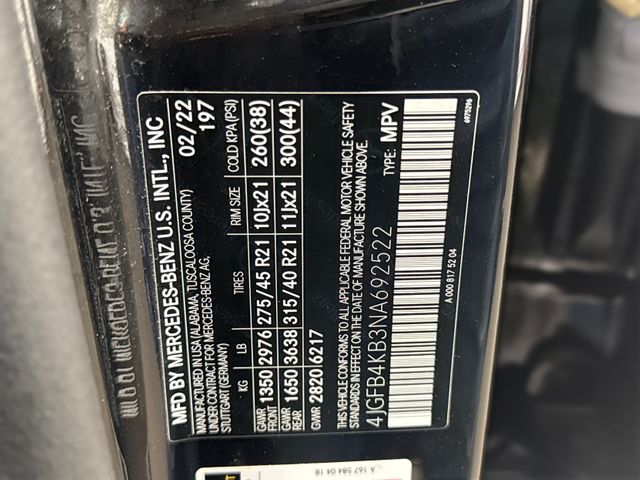 MFD BY MERCEDES-BENZ U.S. INTL., INC
MANUFACTURED IN USA (ALABAMA, TUSCALOOSA COUNTY) 02/22
UNDER CONTRACT FOR MERCEDES-BENZ AG, 197
STUTTGART (GERMANY)
KG LB TIRES RIM SIZE COLD KPA(PSI)
GAWR FRONT 1350 2976 275/45 R21 10Jx21 260(38)
GAWR REAR 1650 3638 315/40 R21 11Jx21 300(44)
GVWR 2820 6217
THIS VEHICLE CONFORMS TO ALL APPLICABLE FEDERAL MOTOR VEHICLE SAFETY
STANDARDS IN EFFECT ON THE DATE OF MANUFACTURE SHOWN ABOVE.
4JGFB4KB3NA692522 TYPE: MPV
A 000 817 52 04
6975296
A 167 584 04 18